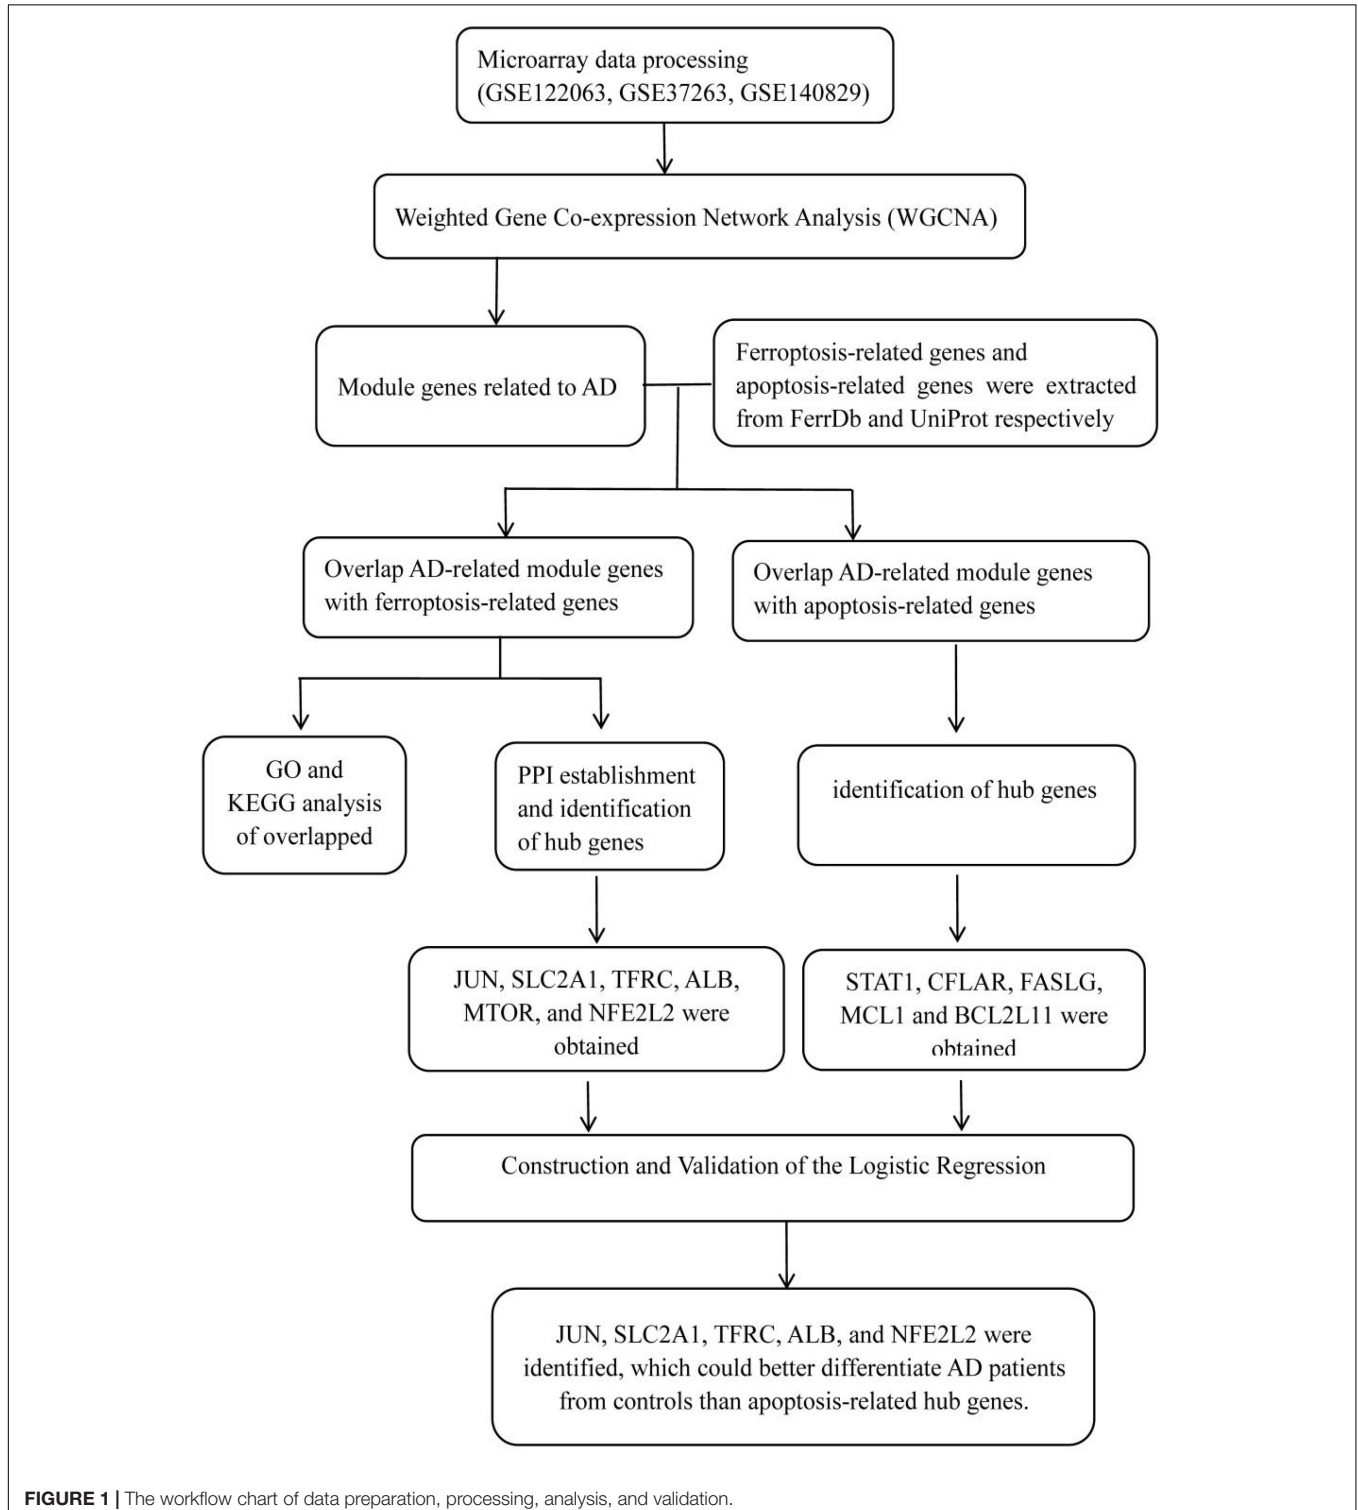 Microarray data processing
(GSE122063, GSE37263, GSE140829)
Weighted Gene Co-expression Network Analysis (WGCNA)
Module genes related to AD
Ferroptosis-related genes and
apoptosis-related genes were extracted
from FerrDb and UniProt respectively
Overlap AD-related module genes
with ferroptosis-related genes
Overlap AD-related module genes
with apoptosis-related genes
GO and
KEGG analysis
of overlapped
PPI establishment
and identification
of hub genes
identification of hub genes
JUN, SLC2A1, TFRC, ALB,
MTOR, and NFE2L2 were
obtained
STAT1, CFLAR, FASLG,
MCL1 and BCL2L11 were
obtained
Construction and Validation of the Logistic Regression
JUN, SLC2A1, TFRC, ALB, and NFE2L2 were
identified, which could better differentiate AD patients
from controls than apoptosis-related hub genes.
FIGURE 1 | The workflow chart of data preparation, processing, analysis, and validation.